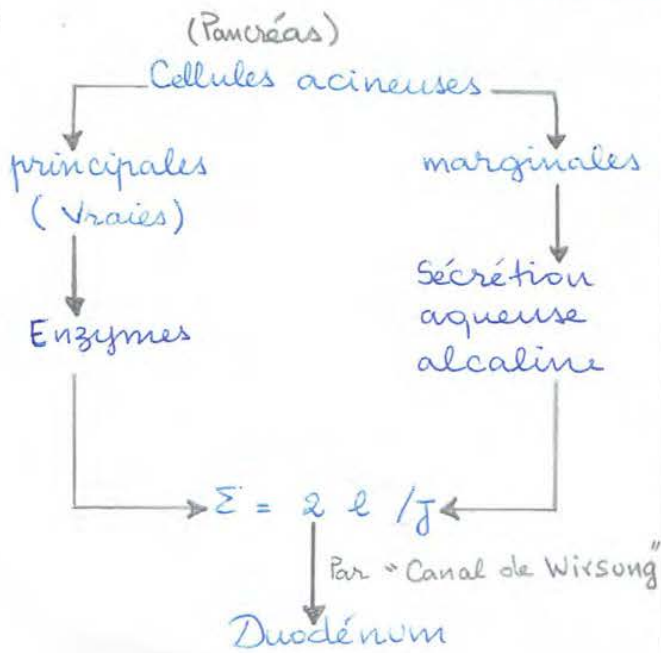 (Pancréas)
Cellules acineuses
principales
(Vraies)
Enzymes
marginales
Sécrétion
aqueuse
alcaline
Σ = 2 l /J
Par "Canal de Wirsung"
Duodénum